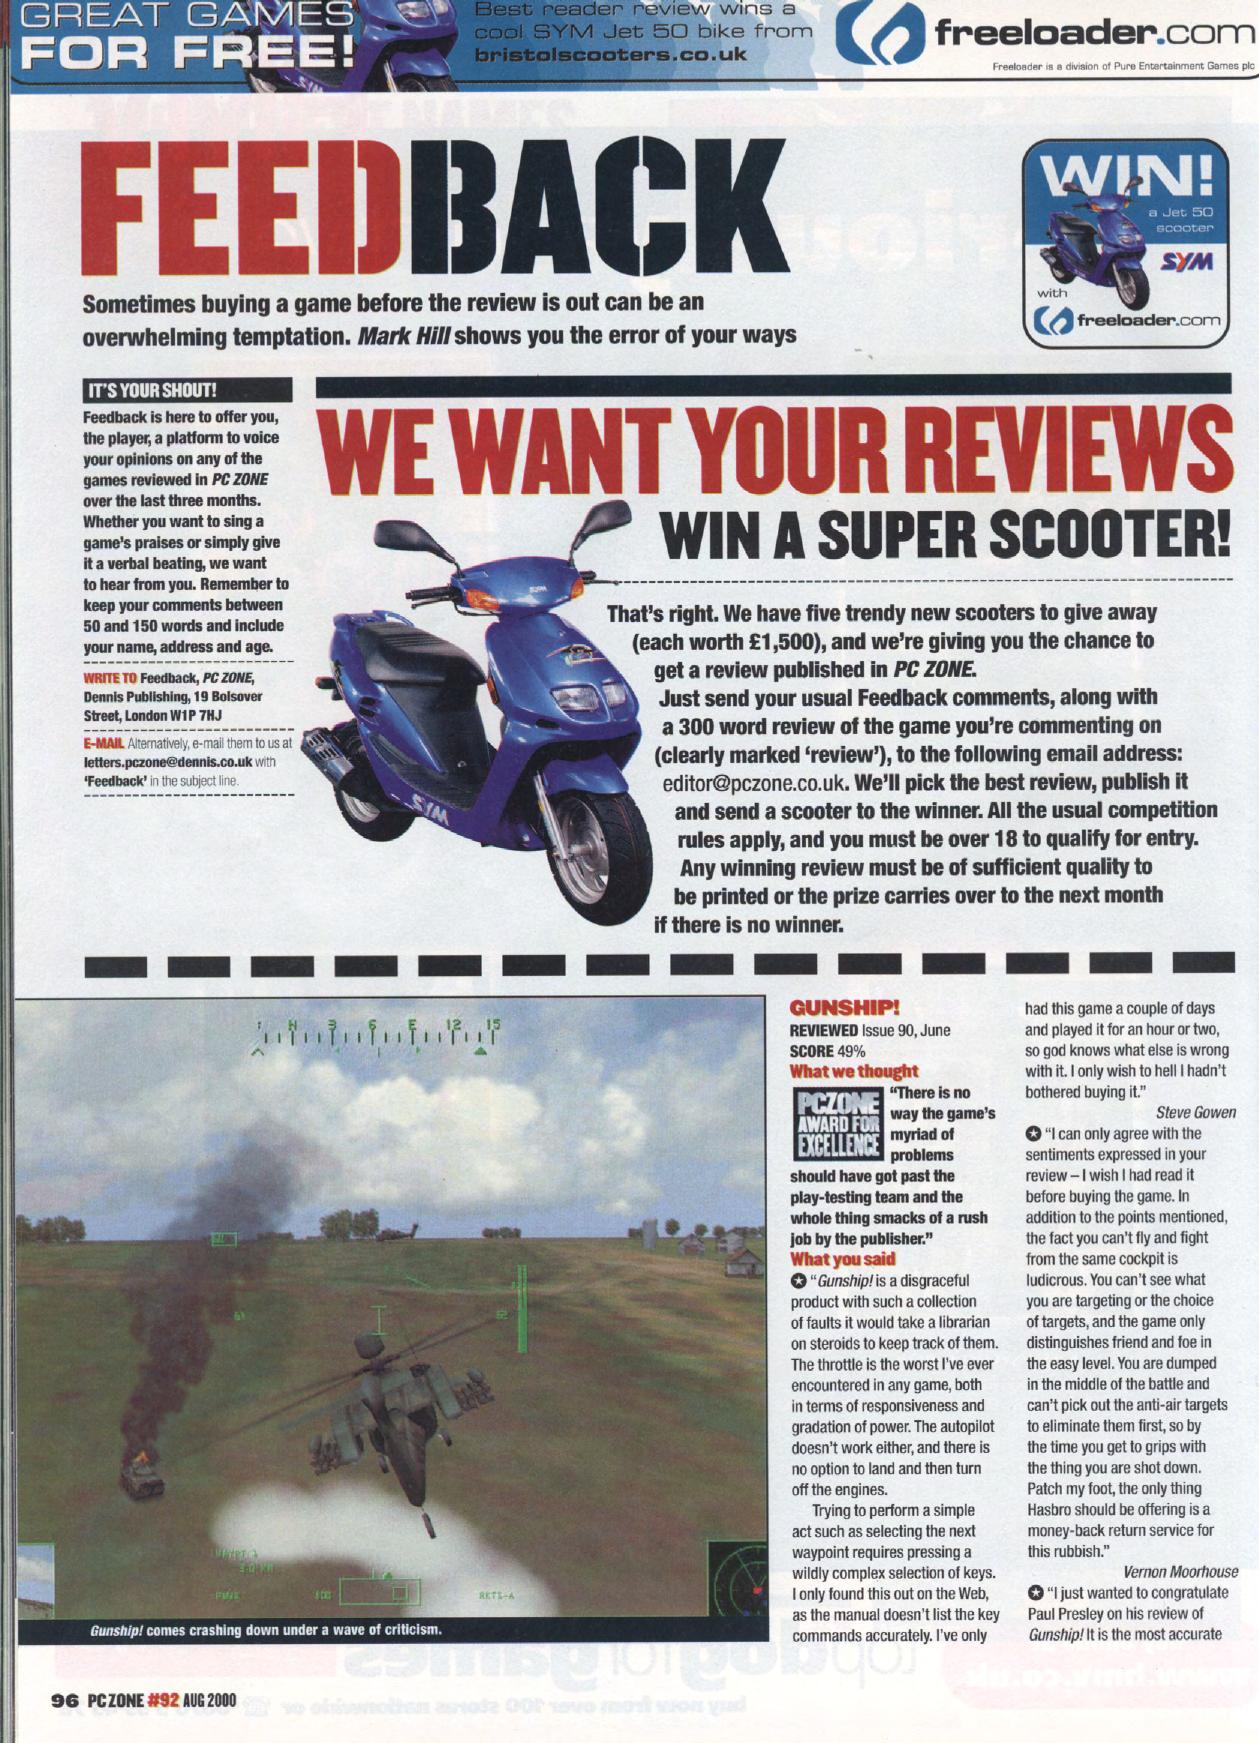 GREAT GAMES
FOR FREE!
Best reader review wins a
cool SYM Jet 50 bike from
bristolscooters.co.uk
freeloader.com
Freeloader is a division of Pure Entertainment Games plc
FEEDBACK
Sometimes buying a game before the review is out can be an
overwhelming temptation. Mark Hill shows you the error of your ways
WIN!
a Jet 50
scooter
SYM
with
freeloader.com
IT'S YOUR SHOUT!
Feedback is here to offer you,
the player, a platform to voice
your opinions on any of the
games reviewed in PC ZONE
over the last three months.
Whether you want to sing a
game's praises or simply give
it a verbal beating, we want
to hear from you. Remember to
keep your comments between
50 and 150 words and include
your name, address and age.
WRITE TO Feedback, PC ZONE,
Dennis Publishing, 19 Bolsover
Street, London W1P 7HJ
E-MAIL Alternatively, e-mail them to us at
letters.pczone@dennis.co.uk with
'Feedback' in the subject line.
WE WANT YOUR REVIEWS
WIN A SUPER SCOOTER!
That's right. We have five trendy new scooters to give away
(each worth £1,500), and we're giving you the chance to
get a review published in PC ZONE.
Just send your usual Feedback comments, along with
a 300 word review of the game you're commenting on
(clearly marked 'review'), to the following email address:
editor@pczone.co.uk. We'll pick the best review, publish it
and send a scooter to the winner. All the usual competition
rules apply, and you must be over 18 to qualify for entry.
Any winning review must be of sufficient quality to
be printed or the prize carries over to the next month
if there is no winner.
SYM
N 3 6 E 12 15
Gunship! comes crashing down under a wave of criticism.
GUNSHIP!
REVIEWED Issue 90, June
SCORE 49%
What we thought
PCZONE
AWARD FOR
EXCELLENCE
"There is no
way the game's
myriad of
problems
should have got past the
play-testing team and the
whole thing smacks of a rush
job by the publisher."
What you said
"Gunship! is a disgraceful
product with such a collection
of faults it would take a librarian
on steroids to keep track of them.
The throttle is the worst I've ever
encountered in any game, both
in terms of responsiveness and
gradation of power. The autopilot
doesn't work either, and there is
no option to land and then turn
off the engines.
Trying to perform a simple
act such as selecting the next
waypoint requires pressing a
wildly complex selection of keys.
I only found this out on the Web,
as the manual doesn't list the key
commands accurately. I've only
had this game a couple of days
and played it for an hour or two,
so god knows what else is wrong
with it. I only wish to hell I hadn't
bothered buying it."
Steve Gowen
"I can only agree with the
sentiments expressed in your
review – I wish I had read it
before buying the game. In
addition to the points mentioned,
the fact you can't fly and fight
from the same cockpit is
ludicrous. You can't see what
you are targeting or the choice
of targets, and the game only
distinguishes friend and foe in
the easy level. You are dumped
in the middle of the battle and
can't pick out the anti-air targets
to eliminate them first, so by
the time you get to grips with
the thing you are shot down.
Patch my foot, the only thing
Hasbro should be offering is a
money-back return service for
this rubbish."
Vernon Moorhouse
"I just wanted to congratulate
Paul Presley on his review of
Gunship! It is the most accurate
96 PCZONE #92 AUG 2000